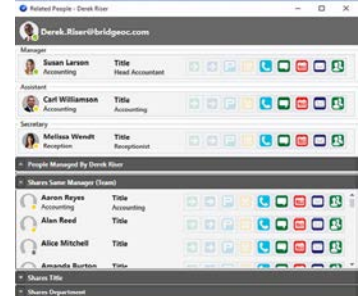 Related People - Derek Riser
Derek.Riser@bridgeoc.com
Manager
Susan Larson Title
Accounting Head Accountant
Assistant
Carl Williamson Title
Accounting Accounting
Secretary
Melissa Wendt Title
Reception Receptionist
People Managed By Derek Riser
Shares Same Manager (Team)
Aaron Reyes Title
Accounting Accounting
Alan Reed Title
Alice Mitchell Title
Amanda Burton Title
Shares Title
Shares Department